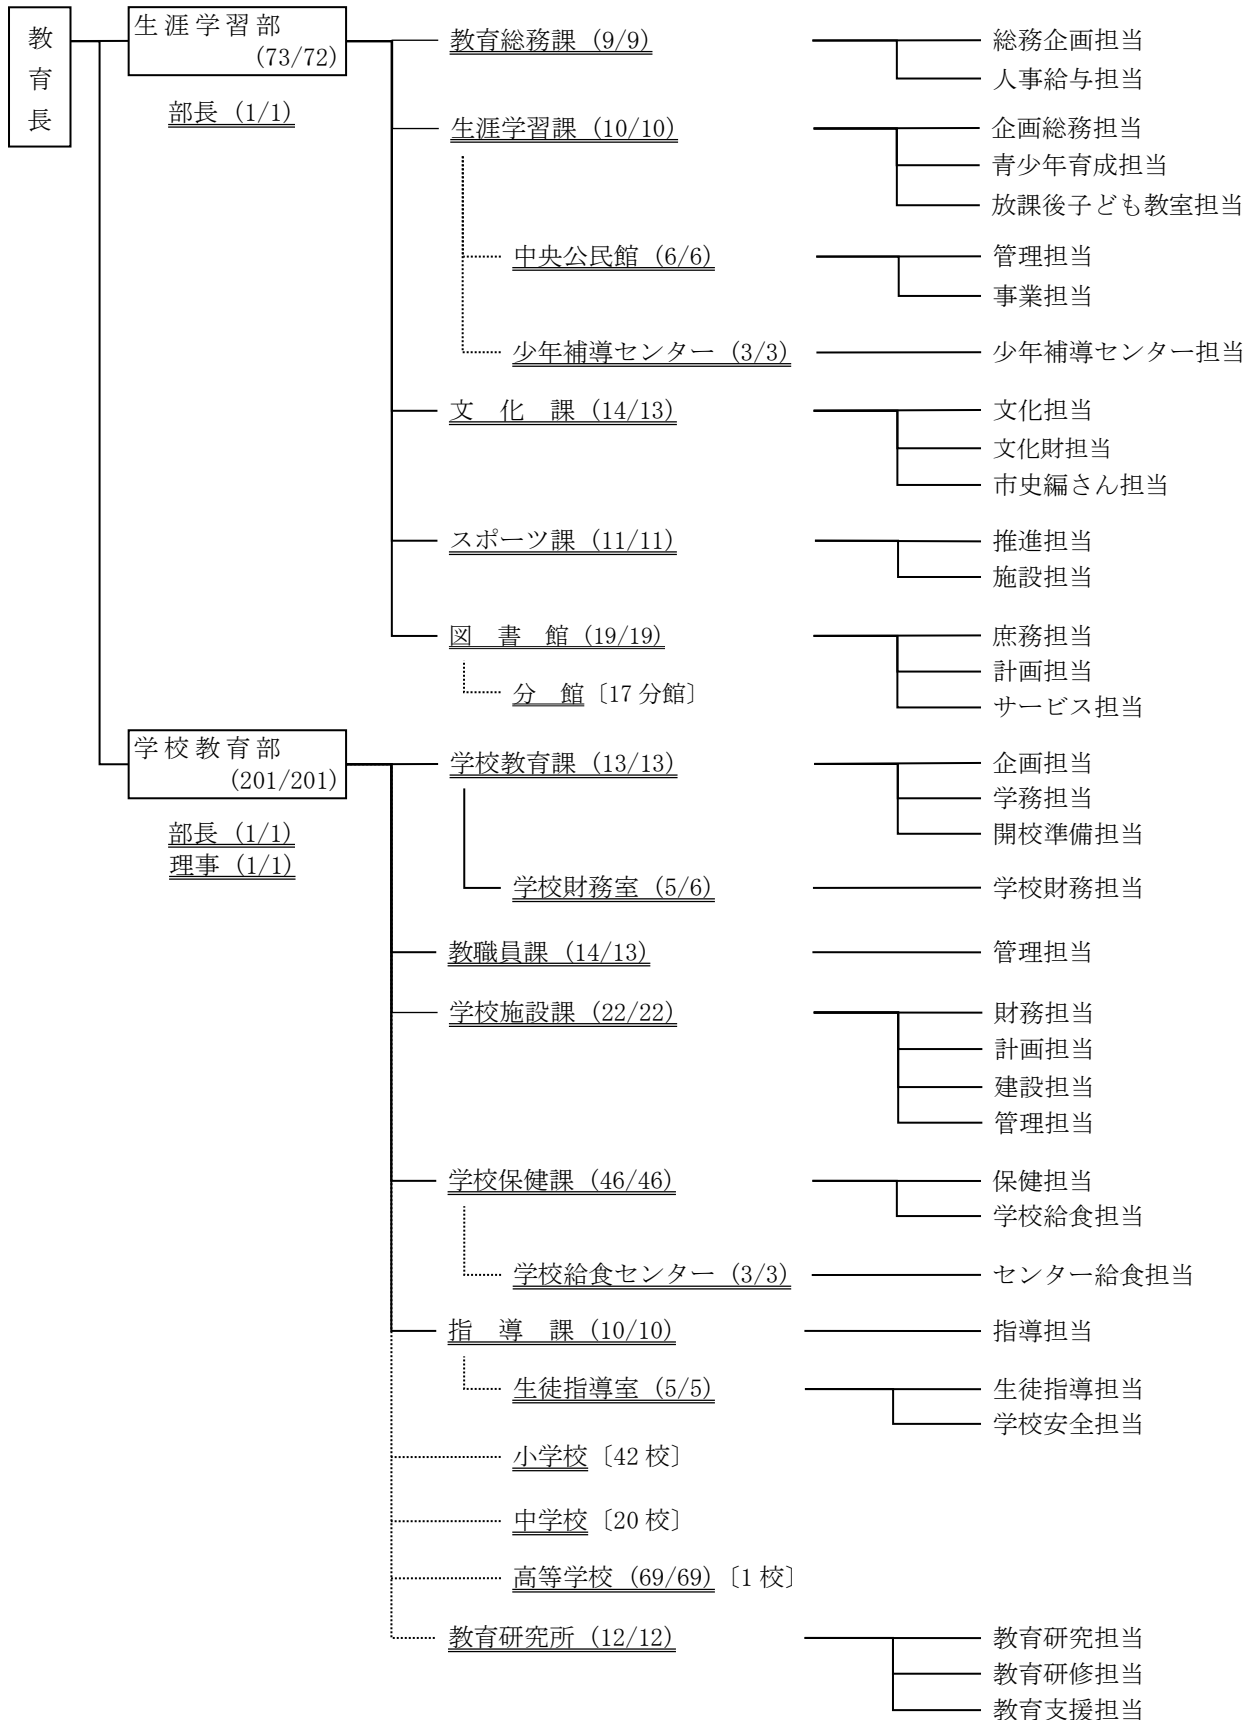 教育長
生涯学習部
(73/72)
部長 (1/1)
教育総務課 (9/9)
総務企画担当
人事給与担当
生涯学習課 (10/10)
企画総務担当
青少年育成担当
放課後子ども教室担当
中央公民館 (6/6)
管理担当
事業担当
少年補導センター (3/3)
少年補導センター担当
文 化 課 (14/13)
文化担当
文化財担当
市史編さん担当
スポーツ課 (11/11)
推進担当
施設担当
図 書 館 (19/19)
庶務担当
計画担当
サービス担当
分 館〔17 分館〕
学校教育部
(201/201)
部長 (1/1)
理事 (1/1)
学校教育課 (13/13)
企画担当
学務担当
開校準備担当
学校財務室 (5/6)
学校財務担当
教職員課 (14/13)
管理担当
学校施設課 (22/22)
財務担当
計画担当
建設担当
管理担当
学校保健課 (46/46)
保健担当
学校給食担当
学校給食センター (3/3)
センター給食担当
指 導 課 (10/10)
指導担当
生徒指導室 (5/5)
生徒指導担当
学校安全担当
小学校〔42 校〕
中学校〔20 校〕
高等学校 (69/69)〔1 校〕
教育研究所 (12/12)
教育研究担当
教育研修担当
教育支援担当